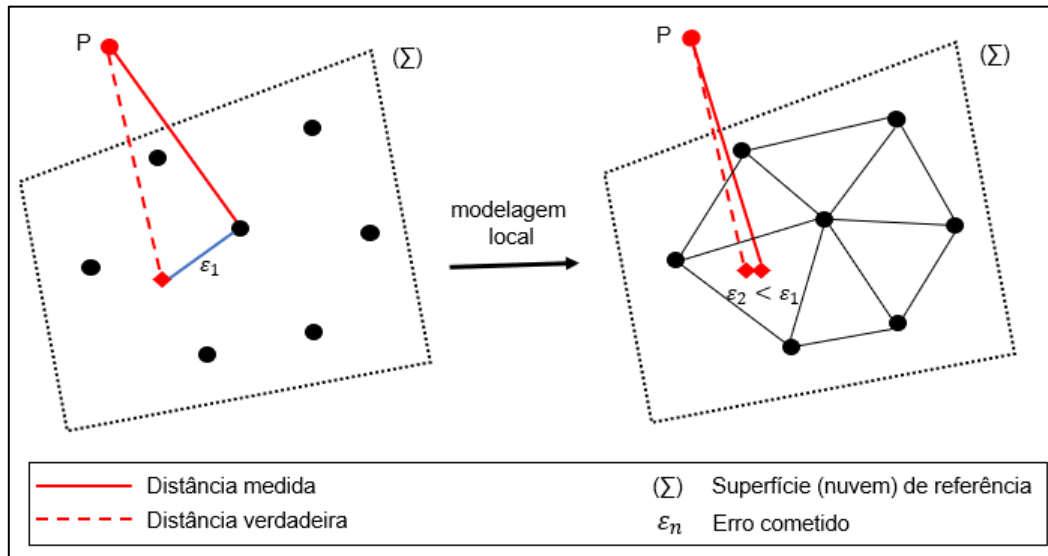 P
(∑)
ε₁
modelagem
local
P
(∑)
ε₂ < ε₁
Distância medida
Distância verdadeira
(∑) Superfície (nuvem) de referência
εₙ Erro cometido